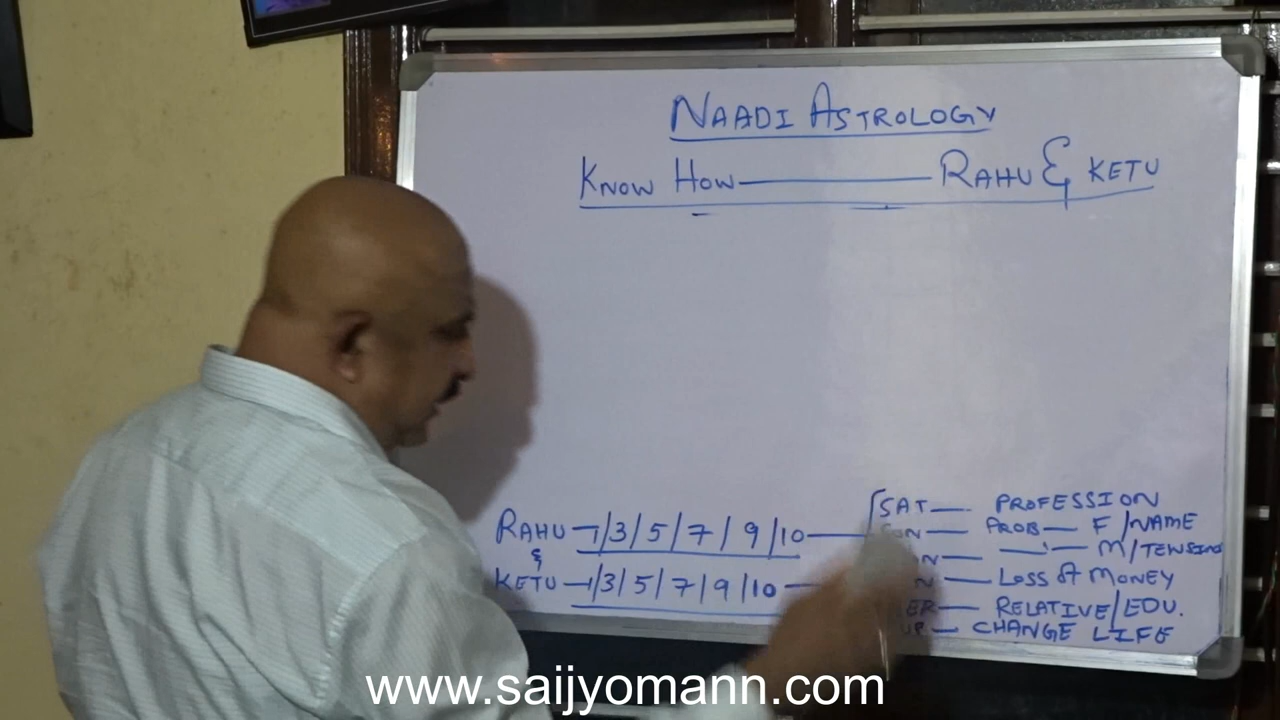 NAADI ASTROLOGY
KNOW HOW — RAHU & KETU
RAHU — 1/3/5/7/9/10 — SAT — PROFESSION
— PROB — F/NAME
& — " — M/TENSION
KETU — 1/3/5/7/9/10 — — LOSS OF MONEY
— RELATIVE/EDU.
— CHANGE LIFE
www.saijyomann.com